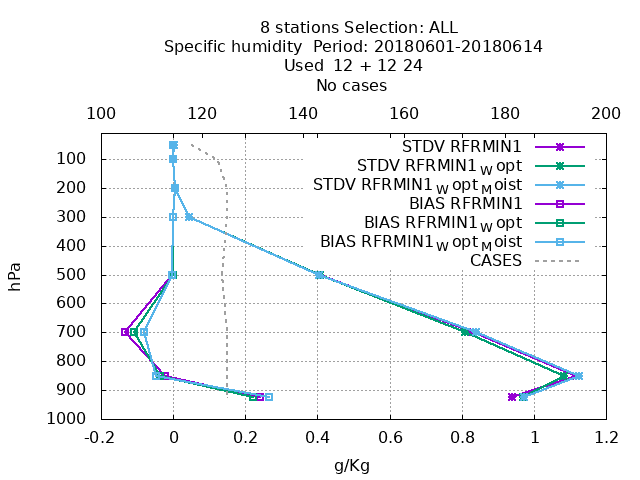 8 stations Selection: ALL
Specific humidity  Period: 20180601-20180614
Used  12 + 12 24
No cases
100 120 140 160 180 200
STDV RFRMIN1
STDV RFRMIN1Wopt
STDV RFRMIN1WoptMoist
BIAS RFRMIN1
BIAS RFRMIN1Wopt
BIAS RFRMIN1WoptMoist
CASES
hPa
100
200
300
400
500
600
700
800
900
1000
-0.2 0 0.2 0.4 0.6 0.8 1 1.2
g/Kg